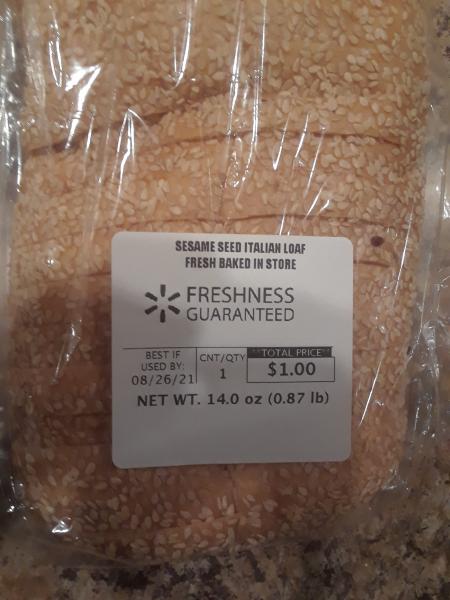 SESAME SEED ITALIAN LOAF
FRESH BAKED IN STORE
FRESHNESS
GUARANTEED
BEST IF
USED BY:
08/26/21
CNT/QTY
1
**TOTAL PRICE**
$1.00
NET WT. 14.0 oz (0.87 lb)